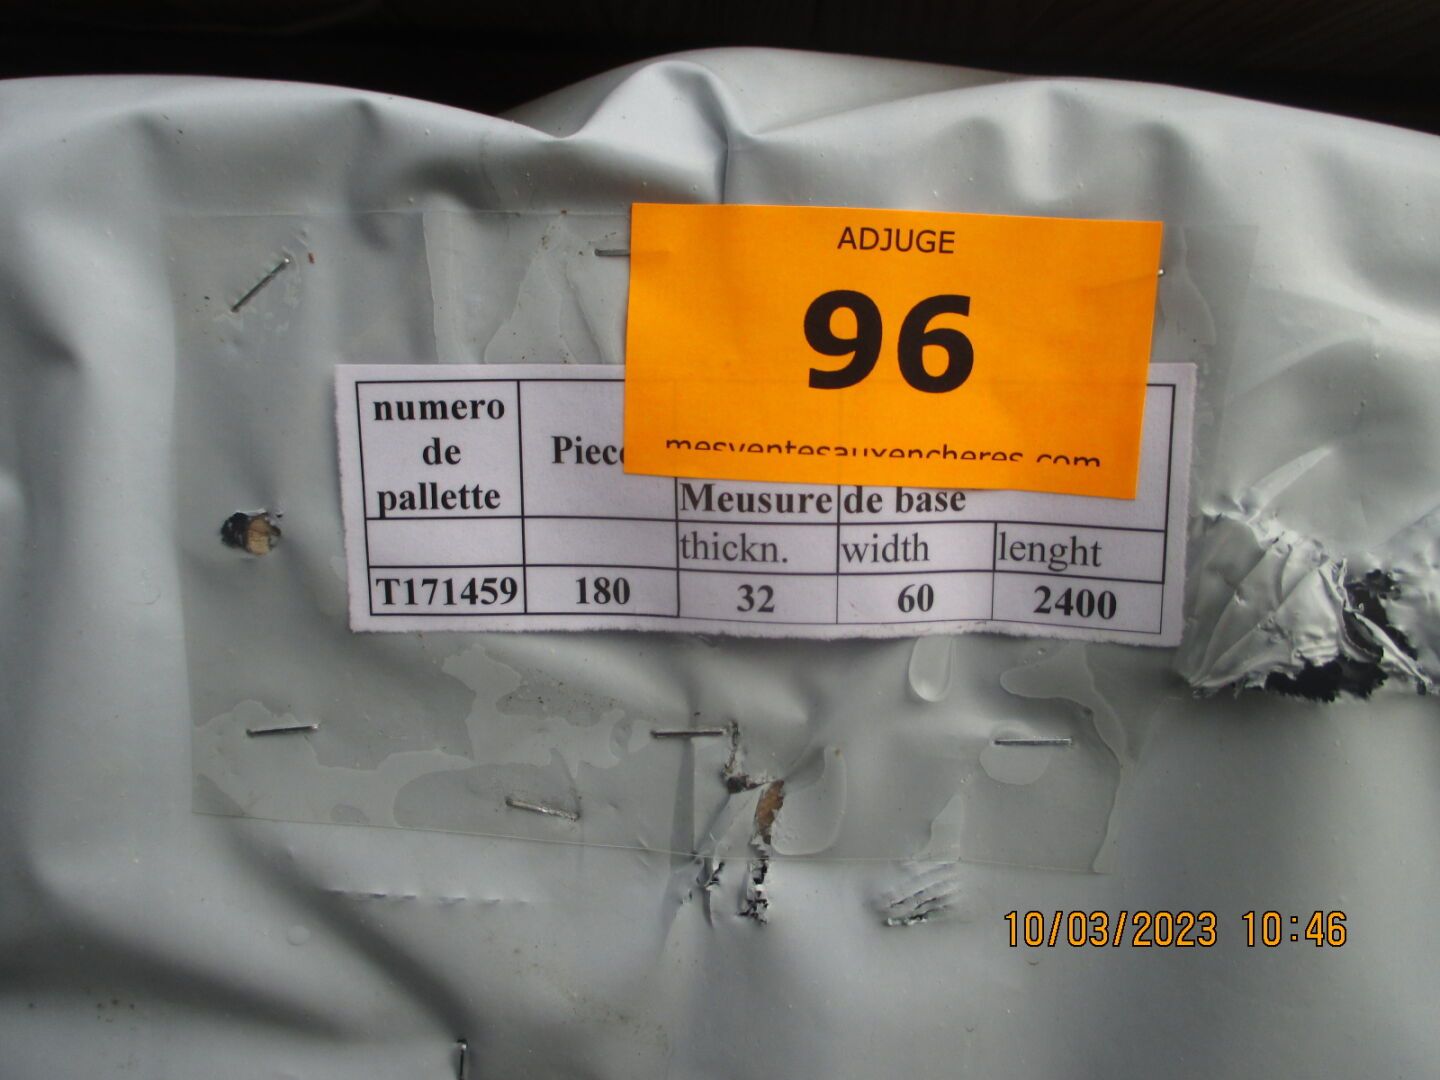 ADJUGE
96
mesventesauxencheres.com
numero
de
pallette
Meusure de base
thickn. width lenght
T171459 180 32 60 2400
10/03/2023 10:46